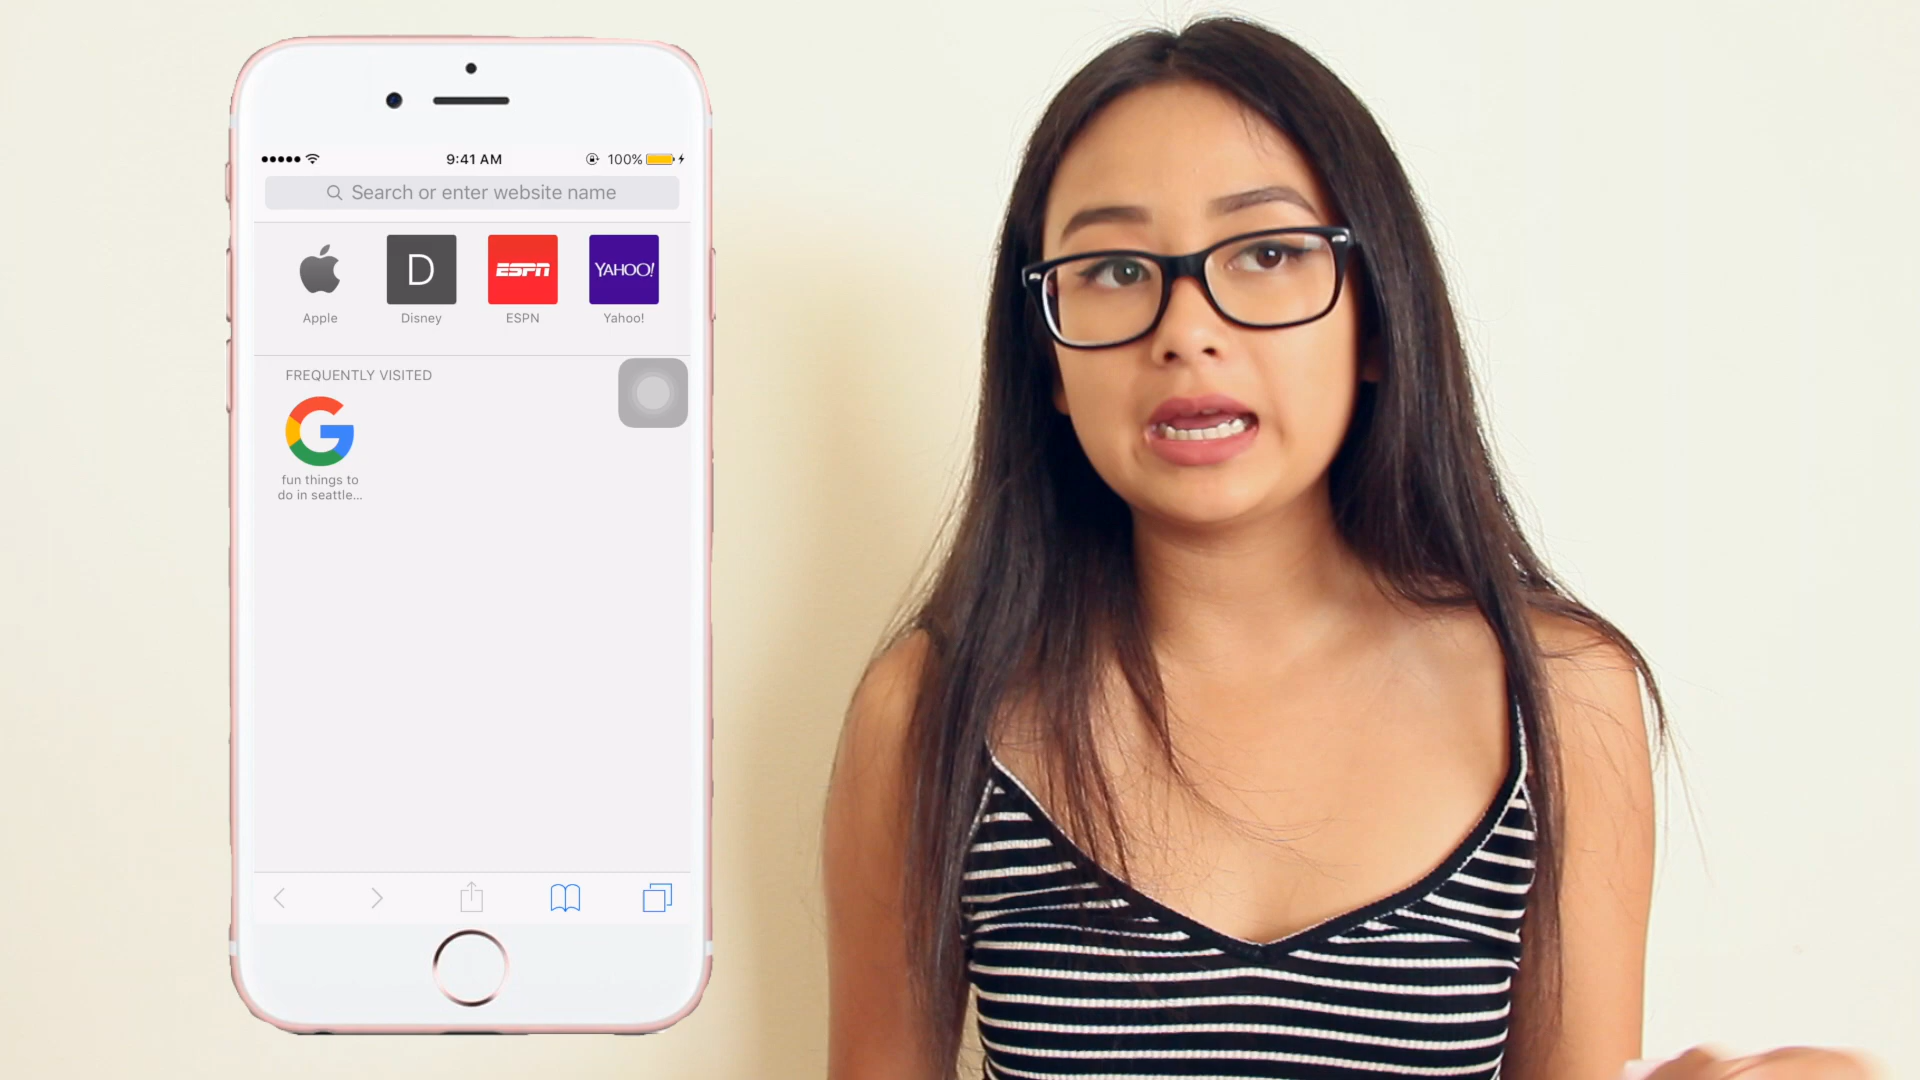 9:41 AM
100%
Search or enter website name
D
ESPN
YAHOO!
Apple
Disney
ESPN
Yahoo!
FREQUENTLY VISITED
G
fun things to
do in seattle...